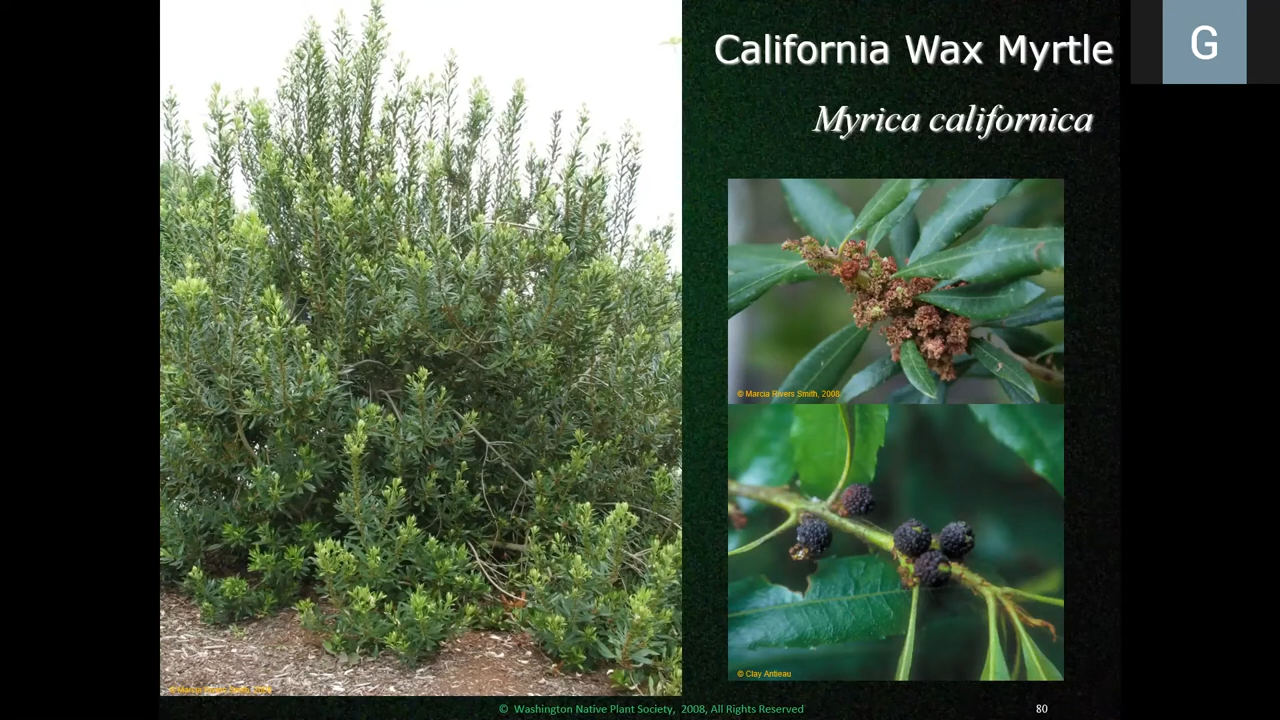 California Wax Myrtle
G
Myrica californica
© Marcia Rivers Smith, 2008
© Clay Antieau
© Washington Native Plant Society, 2008, All Rights Reserved
80